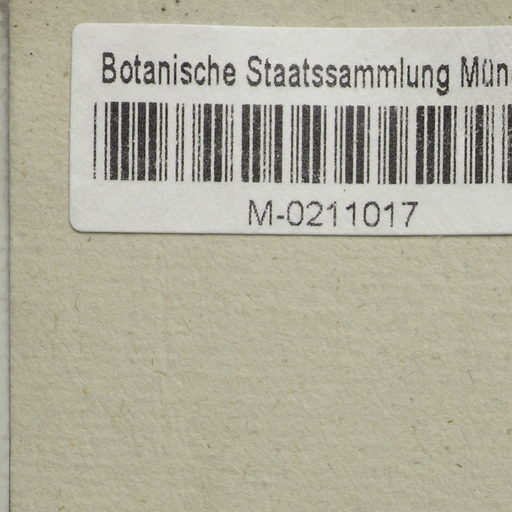 Botanische Staatssammlung Mün
M-0211017